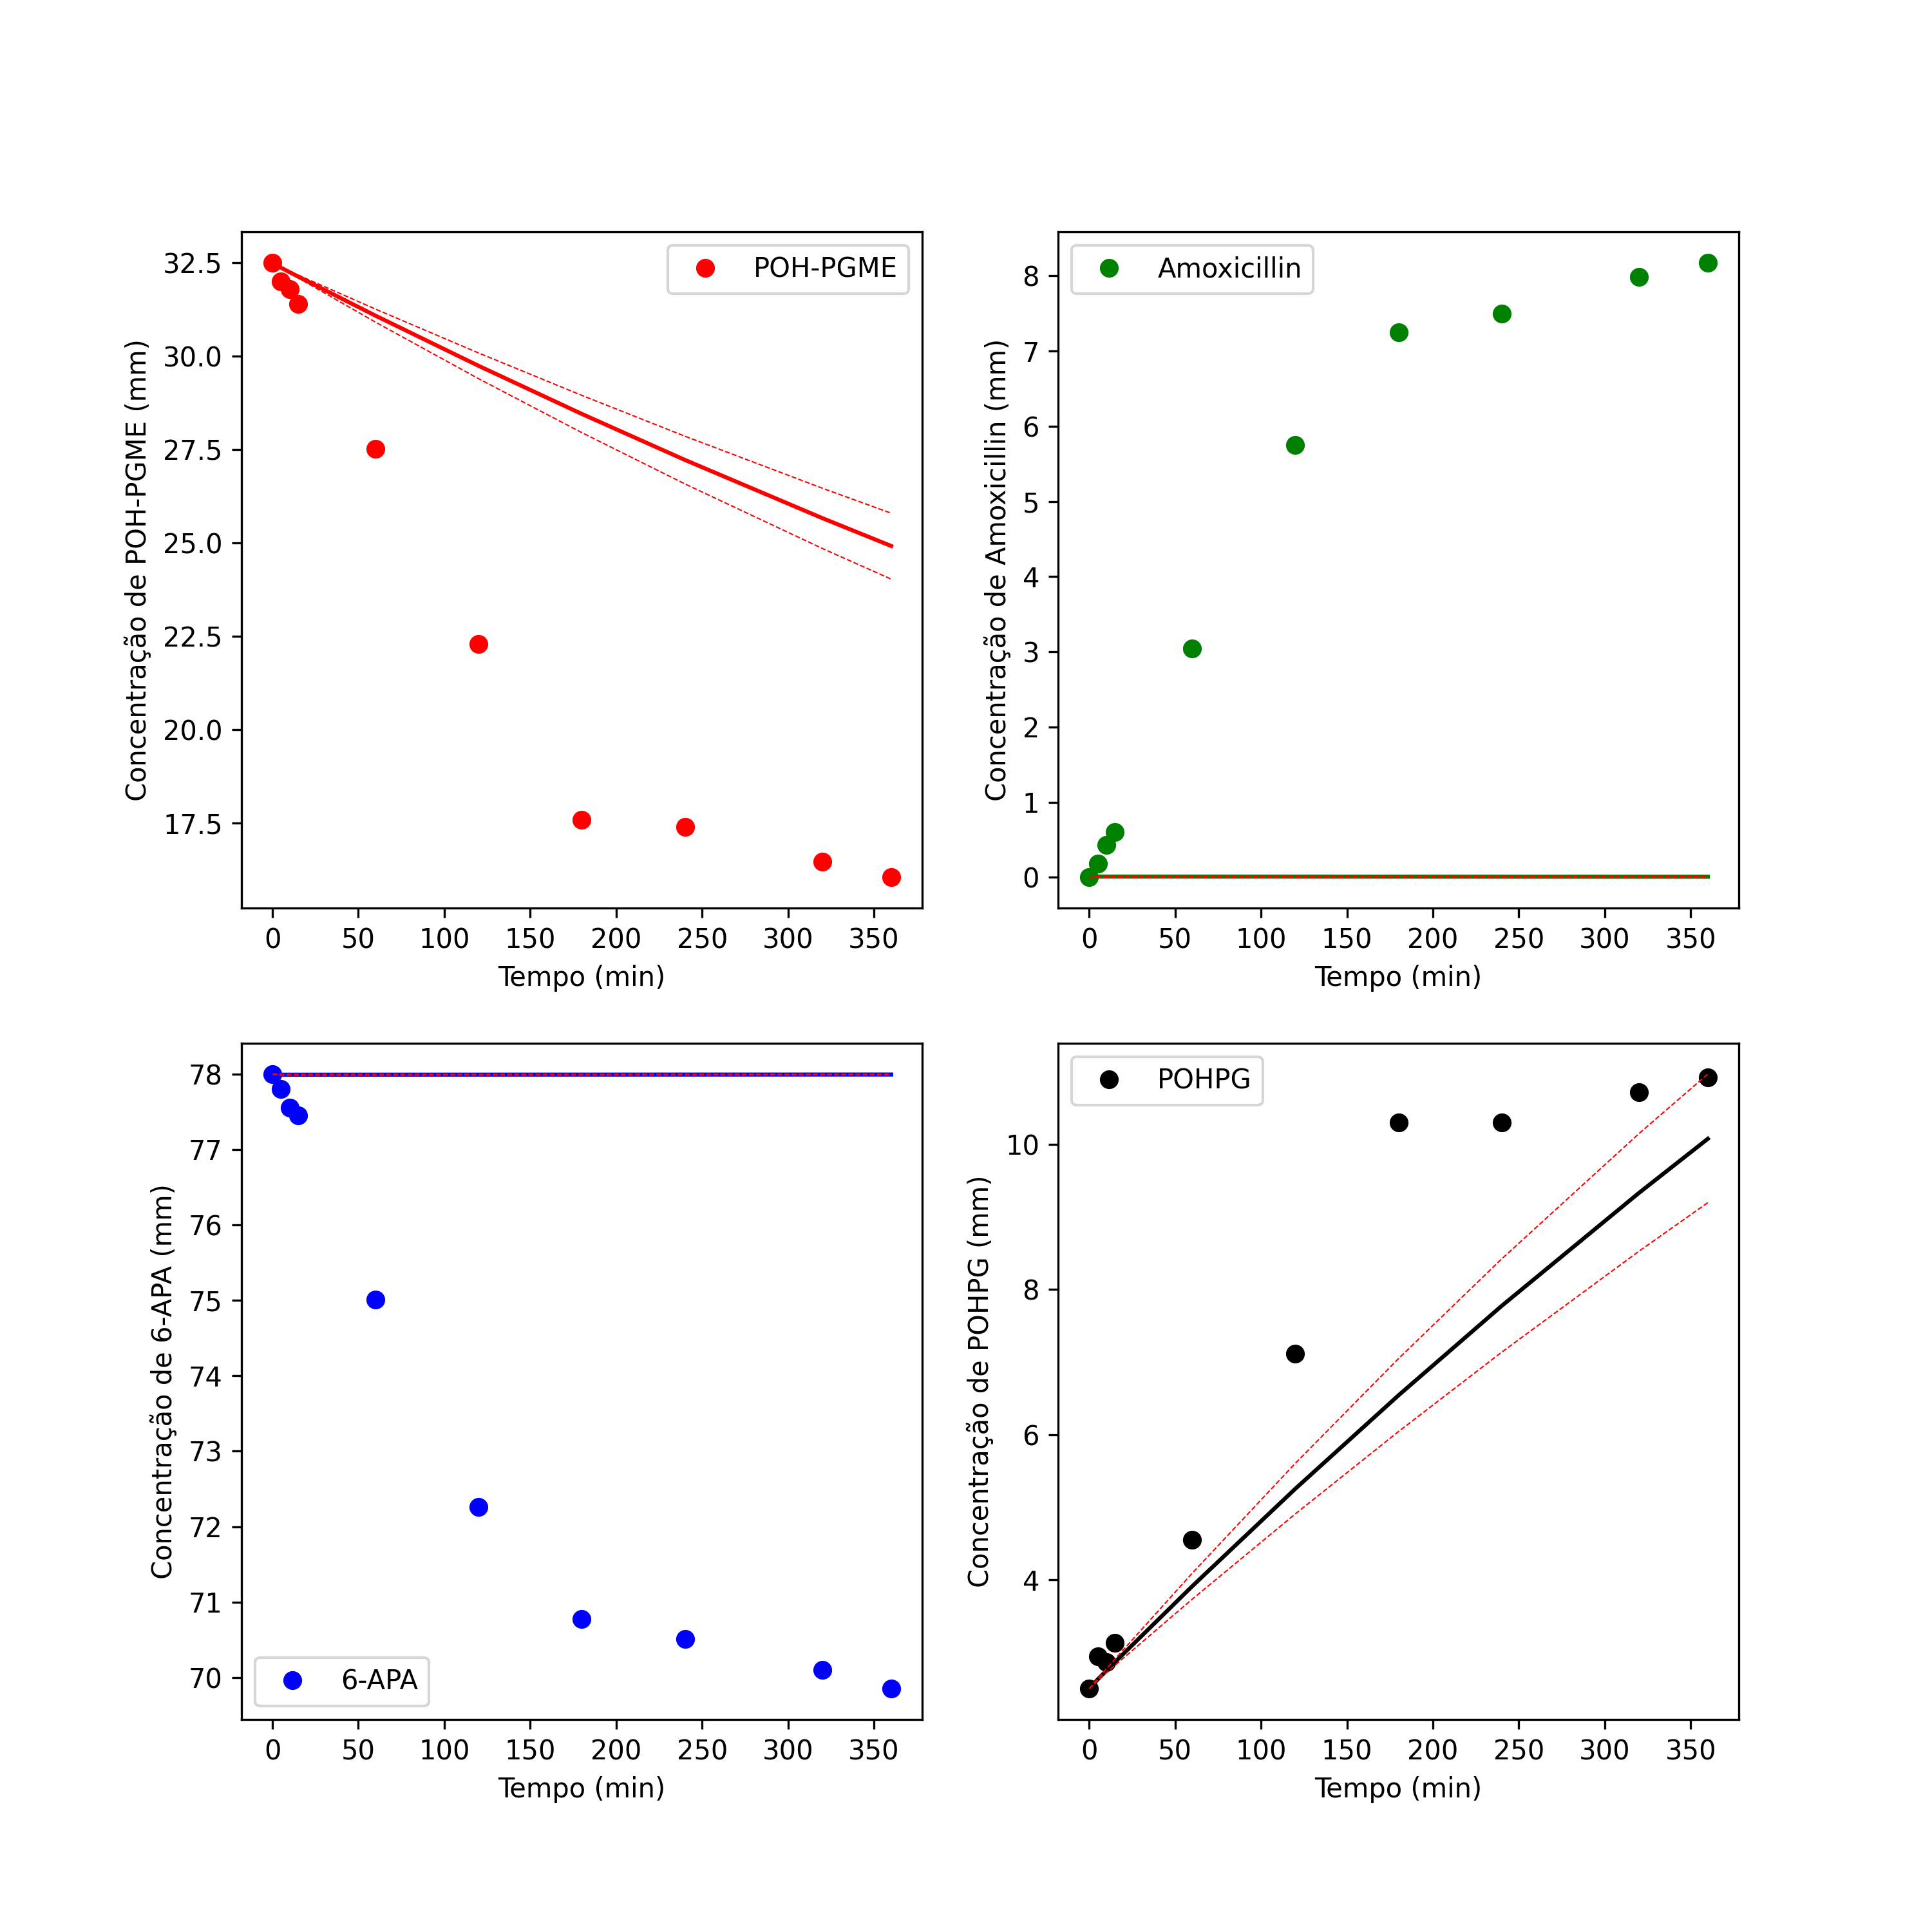 POH-PGME
32.5
30.0
27.5
25.0
22.5
20.0
17.5
Concentração de POH-PGME (mm)
0 50 100 150 200 250 300 350
Tempo (min)
Amoxicillin
8
7
6
5
4
3
2
1
0
Concentração de Amoxicillin (mm)
0 50 100 150 200 250 300 350
Tempo (min)
78
77
76
75
74
73
72
71
70
Concentração de 6-APA (mm)
6-APA
0 50 100 150 200 250 300 350
Tempo (min)
POHPG
10
8
6
4
Concentração de POHPG (mm)
0 50 100 150 200 250 300 350
Tempo (min)